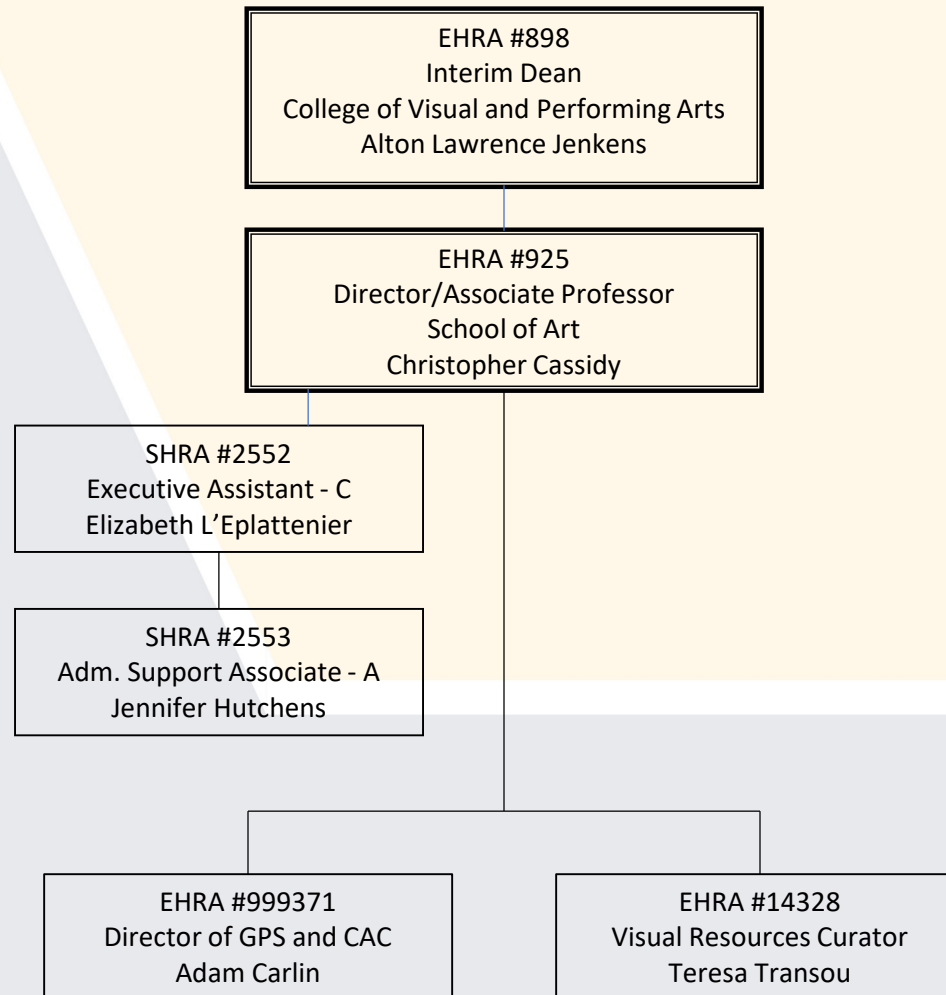 EHRA #898
Interim Dean
College of Visual and Performing Arts
Alton Lawrence Jenkens
EHRA #925
Director/Associate Professor
School of Art
Christopher Cassidy
SHRA #2552
Executive Assistant - C
Elizabeth L’Eplattenier
SHRA #2553
Adm. Support Associate - A
Jennifer Hutchens
EHRA #999371
Director of GPS and CAC
Adam Carlin
EHRA #14328
Visual Resources Curator
Teresa Transou